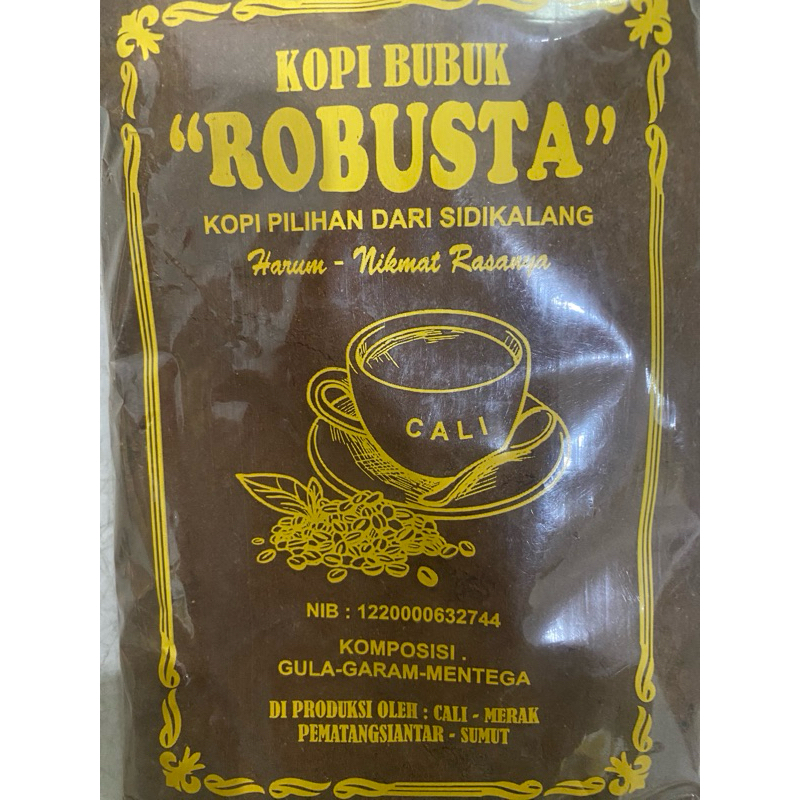 KOPI BUBUK
“ROBUSTA”
KOPI PILIHAN DARI SIDIKALANG
Harum - Nikmat Rasanya
CALI
NIB : 1220000632744
KOMPOSISI .
GULA-GARAM-MENTEGA
DI PRODUKSI OLEH : CALI - MERAK
PEMATANGSIANTAR - SUMUT